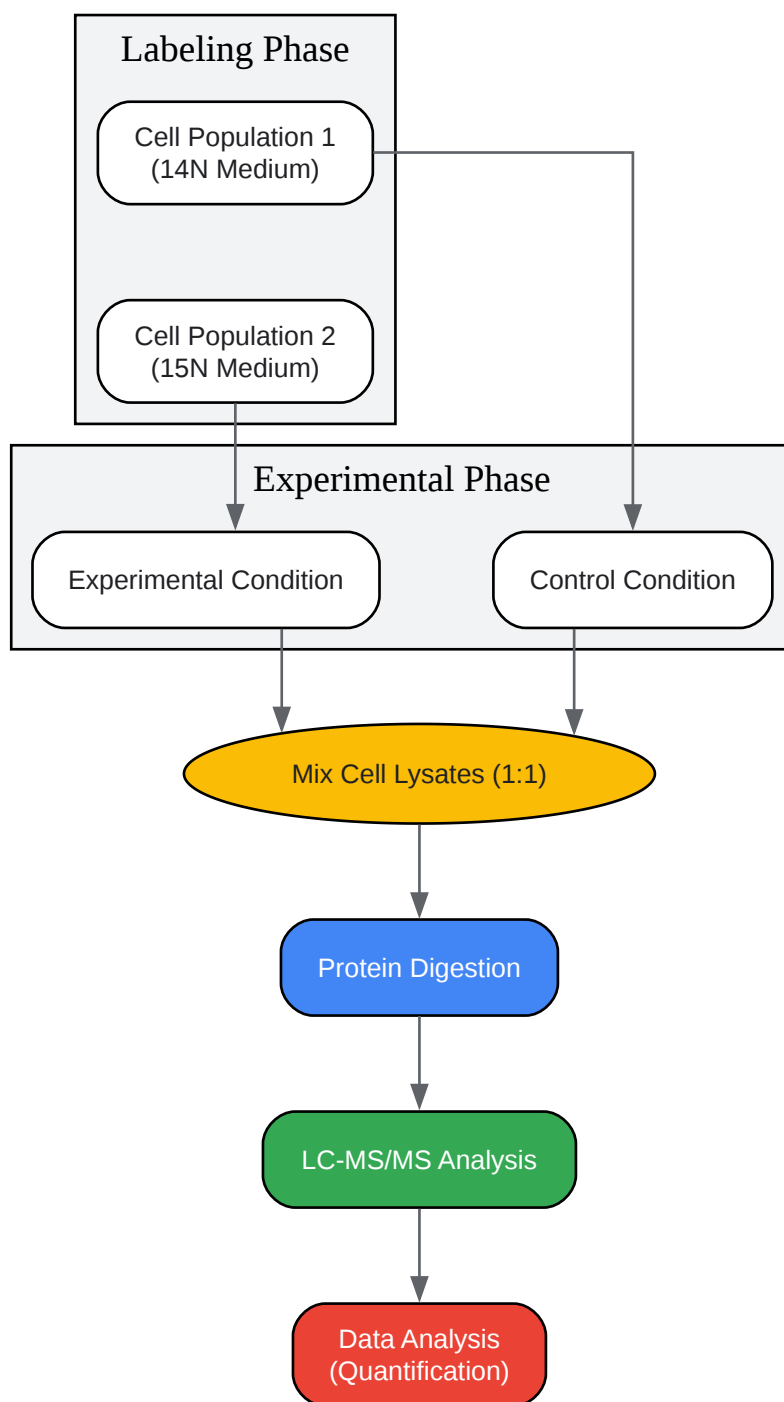 Labeling Phase
Cell Population 1
(14N Medium)
Cell Population 2
(15N Medium)
Experimental Phase
Experimental Condition
Control Condition
Mix Cell Lysates (1:1)
Protein Digestion
LC-MS/MS Analysis
Data Analysis
(Quantification)